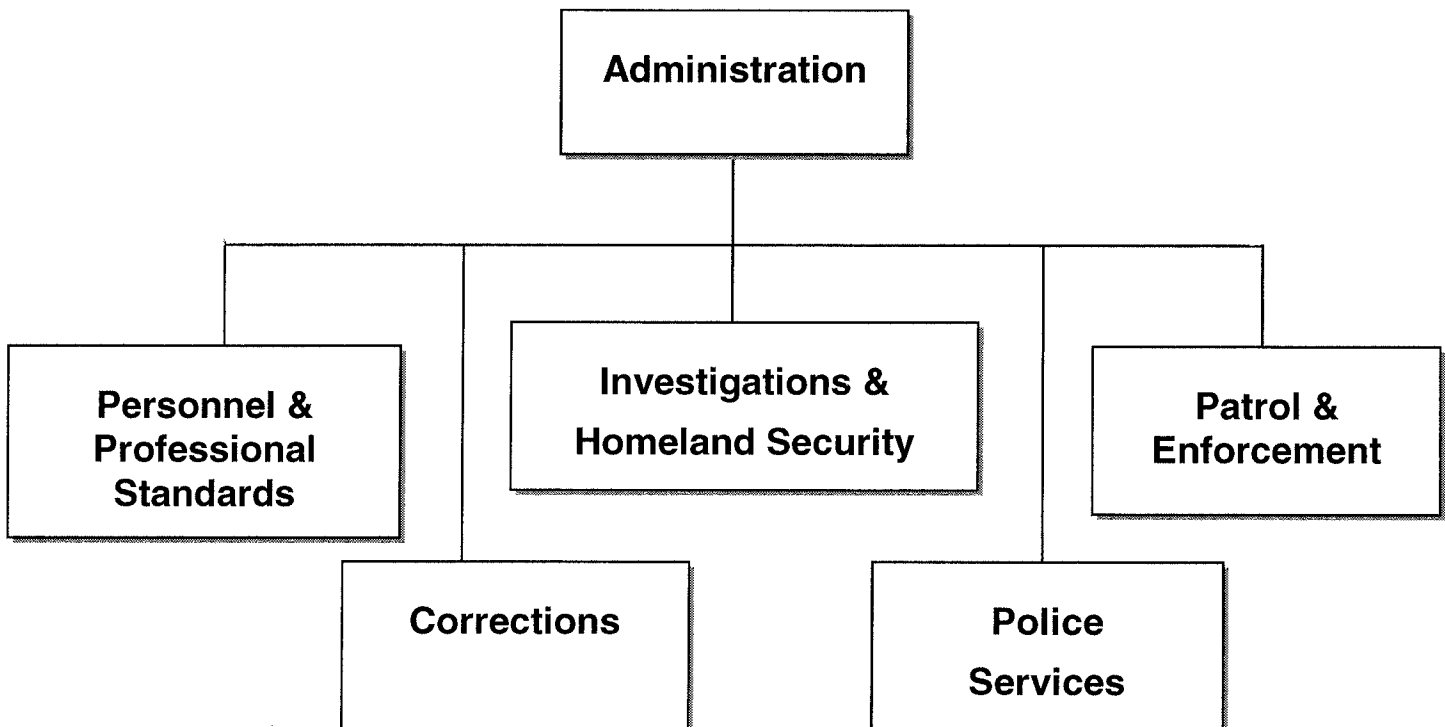 Administration
Personnel &
Professional
Standards
Investigations &
Homeland Security
Patrol &
Enforcement
Corrections
Police
Services